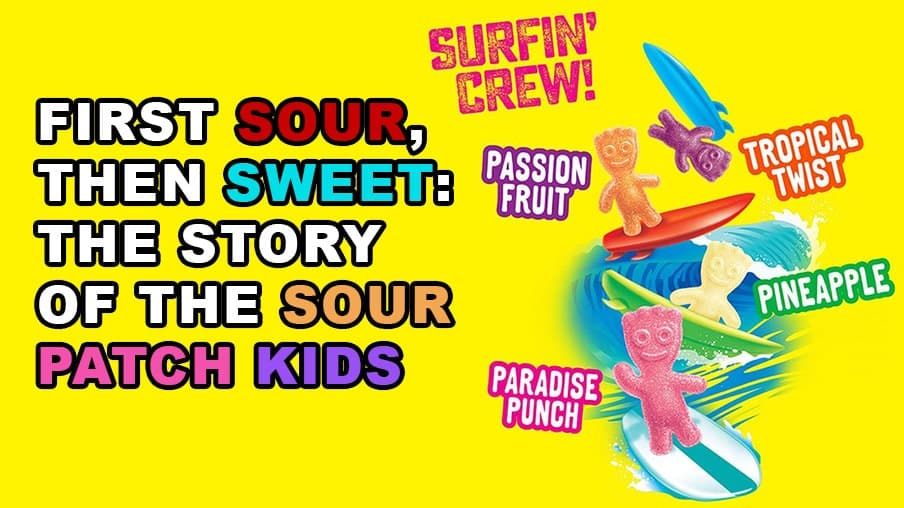 FIRST SOUR,
THEN SWEET:
THE STORY
OF THE SOUR
PATCH KIDS
SURFIN'
CREW!
PASSION
FRUIT
TROPICAL
TWIST
PINEAPPLE
PARADISE
PUNCH